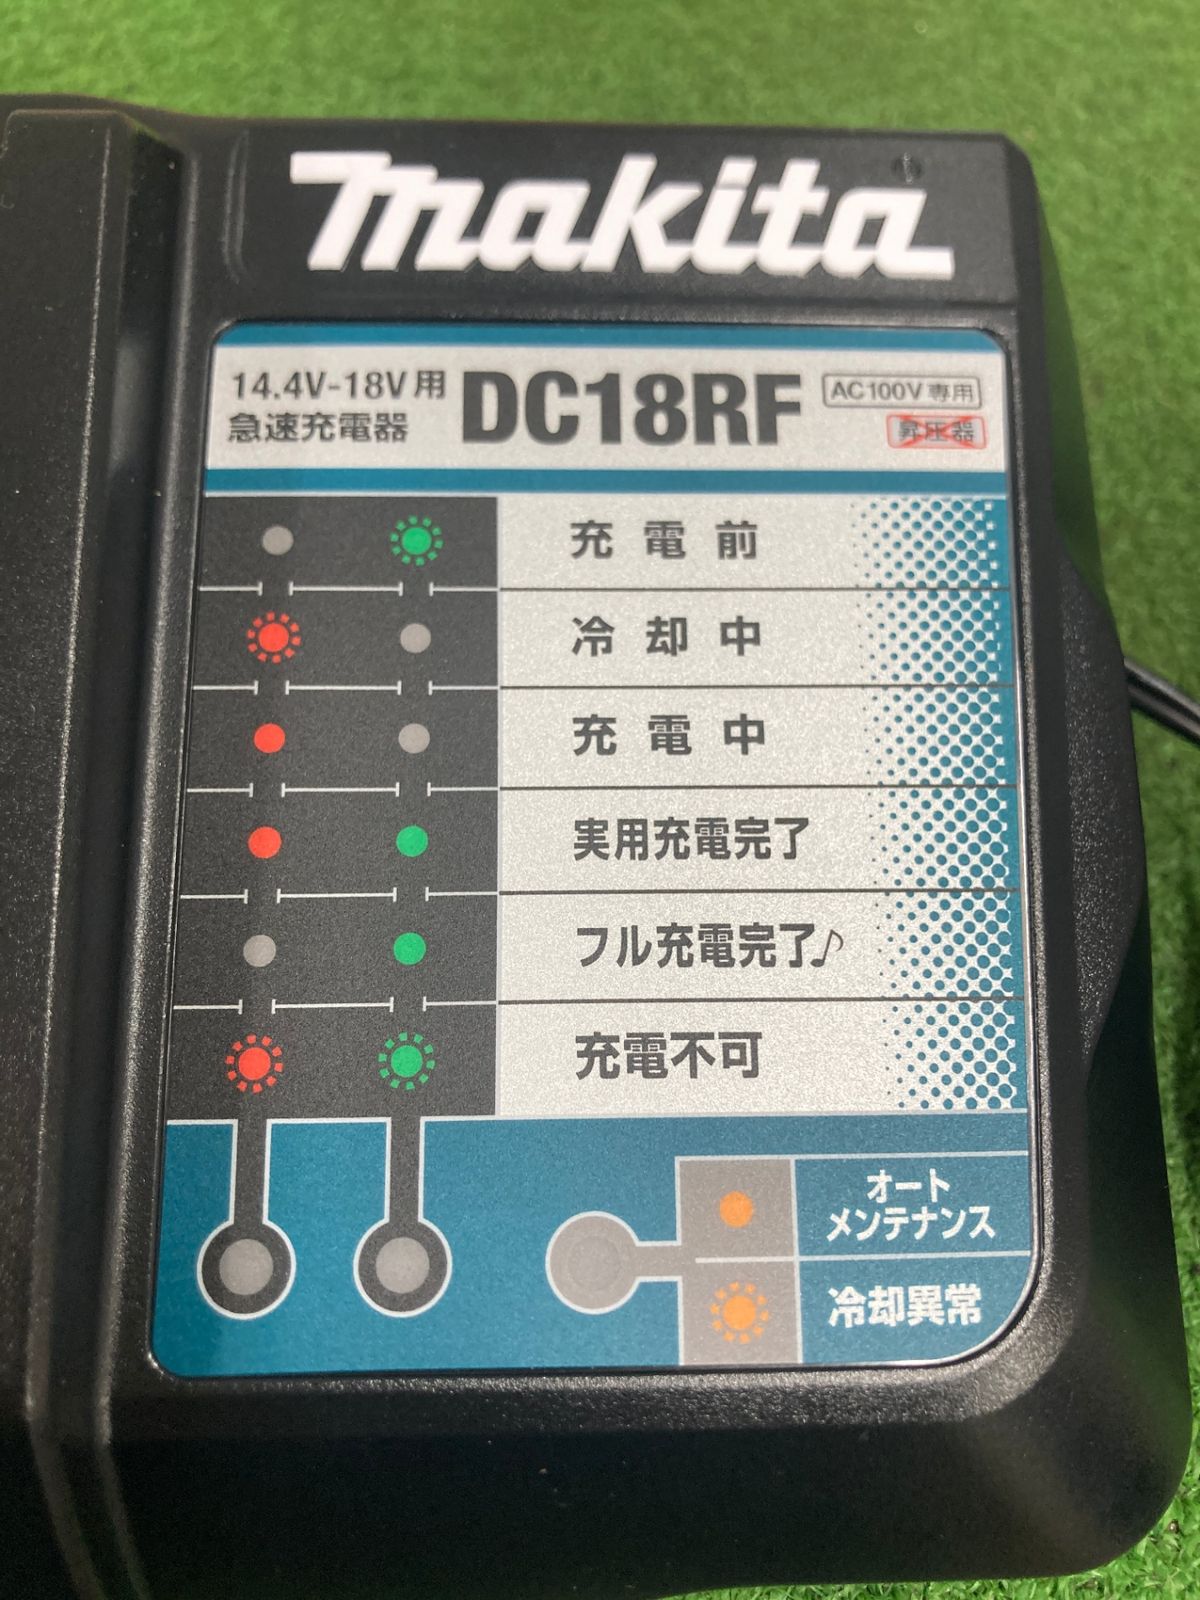 makita
14.4V-18V用
急速充電器
DC18RF
AC100V専用
昇圧器
充電前
冷却中
充電中
実用充電完了
フル充電完了♪
充電不可
オート
メンテナンス
冷却異常